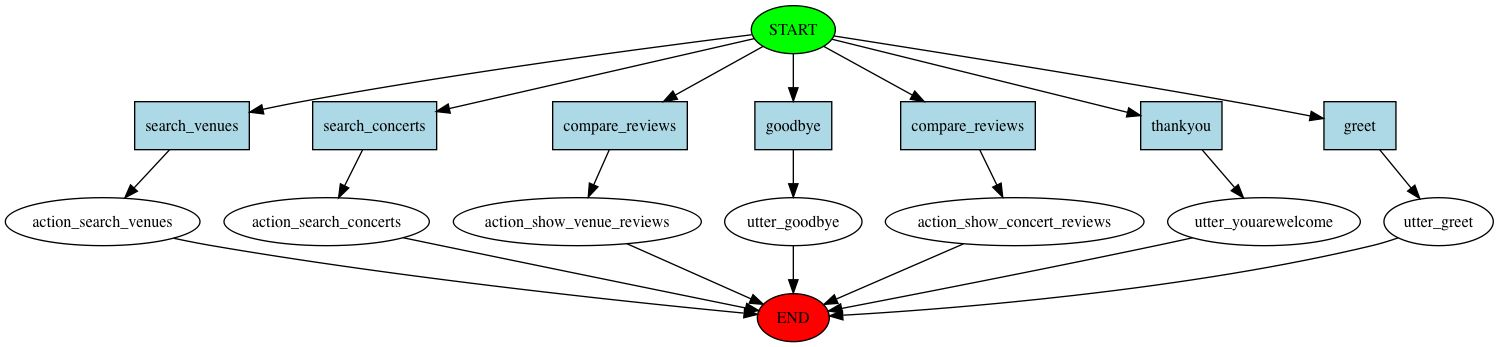 START
search_venues
search_concerts
compare_reviews
goodbye
compare_reviews
thankyou
greet
action_search_venues
action_search_concerts
action_show_venue_reviews
utter_goodbye
action_show_concert_reviews
utter_youarewelcome
utter_greet
END